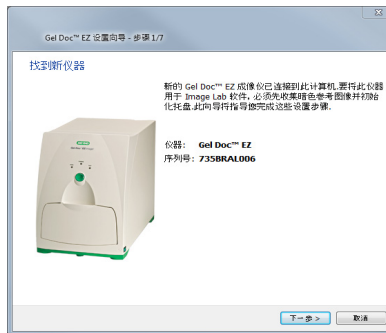 Gel Doc™ EZ 设置向导 - 步骤 1/7
找到新仪器
新的 Gel Doc™ EZ 成像仪已连接到此计算机.要将此仪器
用于 Image Lab 软件，必须先收集暗色参考图像并初始
化托盘.此向导将指导您完成这些设置步骤.
仪器： Gel Doc™ EZ
序列号： 735BRAL006
下一步 >
取消